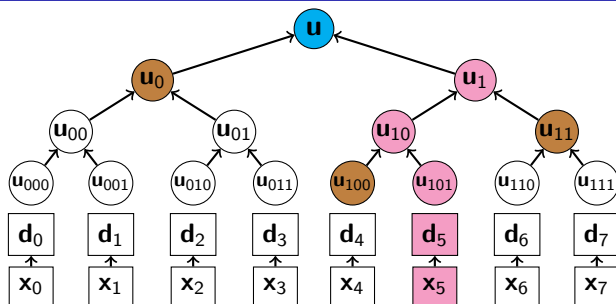 u
u₀ u₁
u₀₀ u₀₁ u₁₀ u₁₁
u₀₀₀ u₀₀₁ u₀₁₀ u₀₁₁ u₁₀₀ u₁₀₁ u₁₁₀ u₁₁₁
d₀ d₁ d₂ d₃ d₄ d₅ d₆ d₇
x₀ x₁ x₂ x₃ x₄ x₅ x₆ x₇